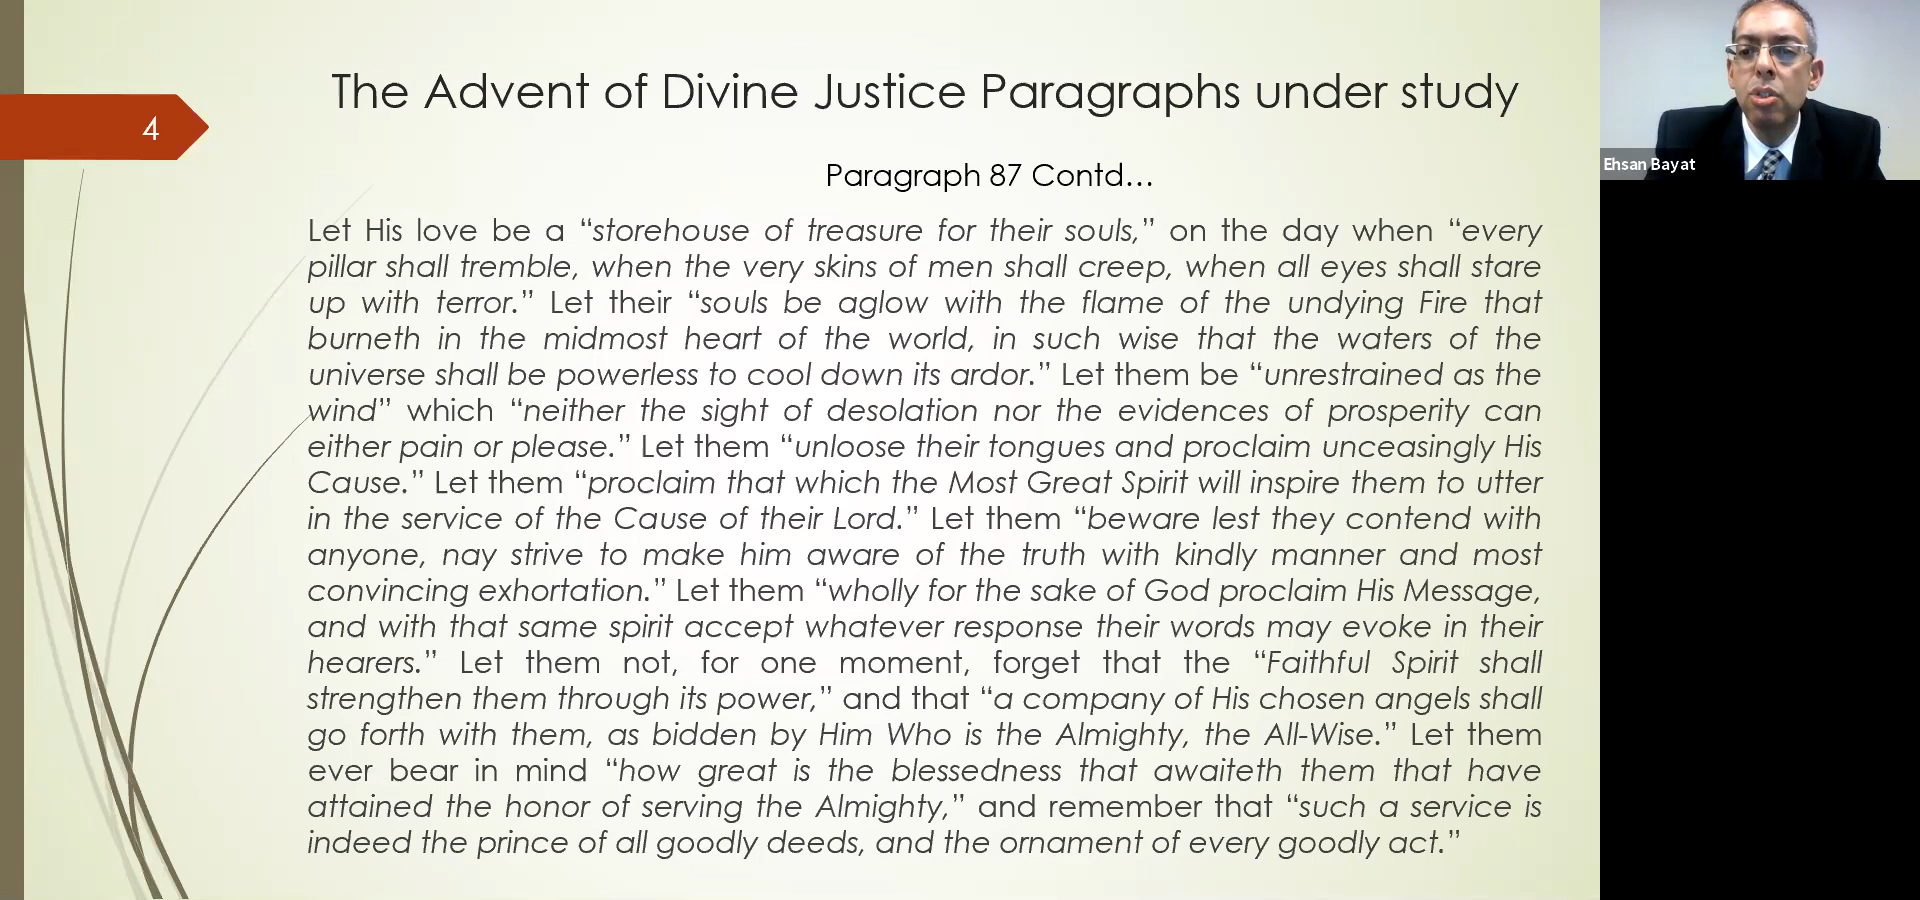 The Advent of Divine Justice Paragraphs under study
4
Paragraph 87 Contd…
Let His love be a “storehouse of treasure for their souls,” on the day when “every
pillar shall tremble, when the very skins of men shall creep, when all eyes shall stare
up with terror.” Let their “souls be aglow with the flame of the undying Fire that
burneth in the midmost heart of the world, in such wise that the waters of the
universe shall be powerless to cool down its ardor.” Let them be “unrestrained as the
wind” which “neither the sight of desolation nor the evidences of prosperity can
either pain or please.” Let them “unloose their tongues and proclaim unceasingly His
Cause.” Let them “proclaim that which the Most Great Spirit will inspire them to utter
in the service of the Cause of their Lord.” Let them “beware lest they contend with
anyone, nay strive to make him aware of the truth with kindly manner and most
convincing exhortation.” Let them “wholly for the sake of God proclaim His Message,
and with that same spirit accept whatever response their words may evoke in their
hearers.” Let them not, for one moment, forget that the “Faithful Spirit shall
strengthen them through its power,” and that “a company of His chosen angels shall
go forth with them, as bidden by Him Who is the Almighty, the All-Wise.” Let them
ever bear in mind “how great is the blessedness that awaiteth them that have
attained the honor of serving the Almighty,” and remember that “such a service is
indeed the prince of all goodly deeds, and the ornament of every goodly act.”
Ehsan Bayat